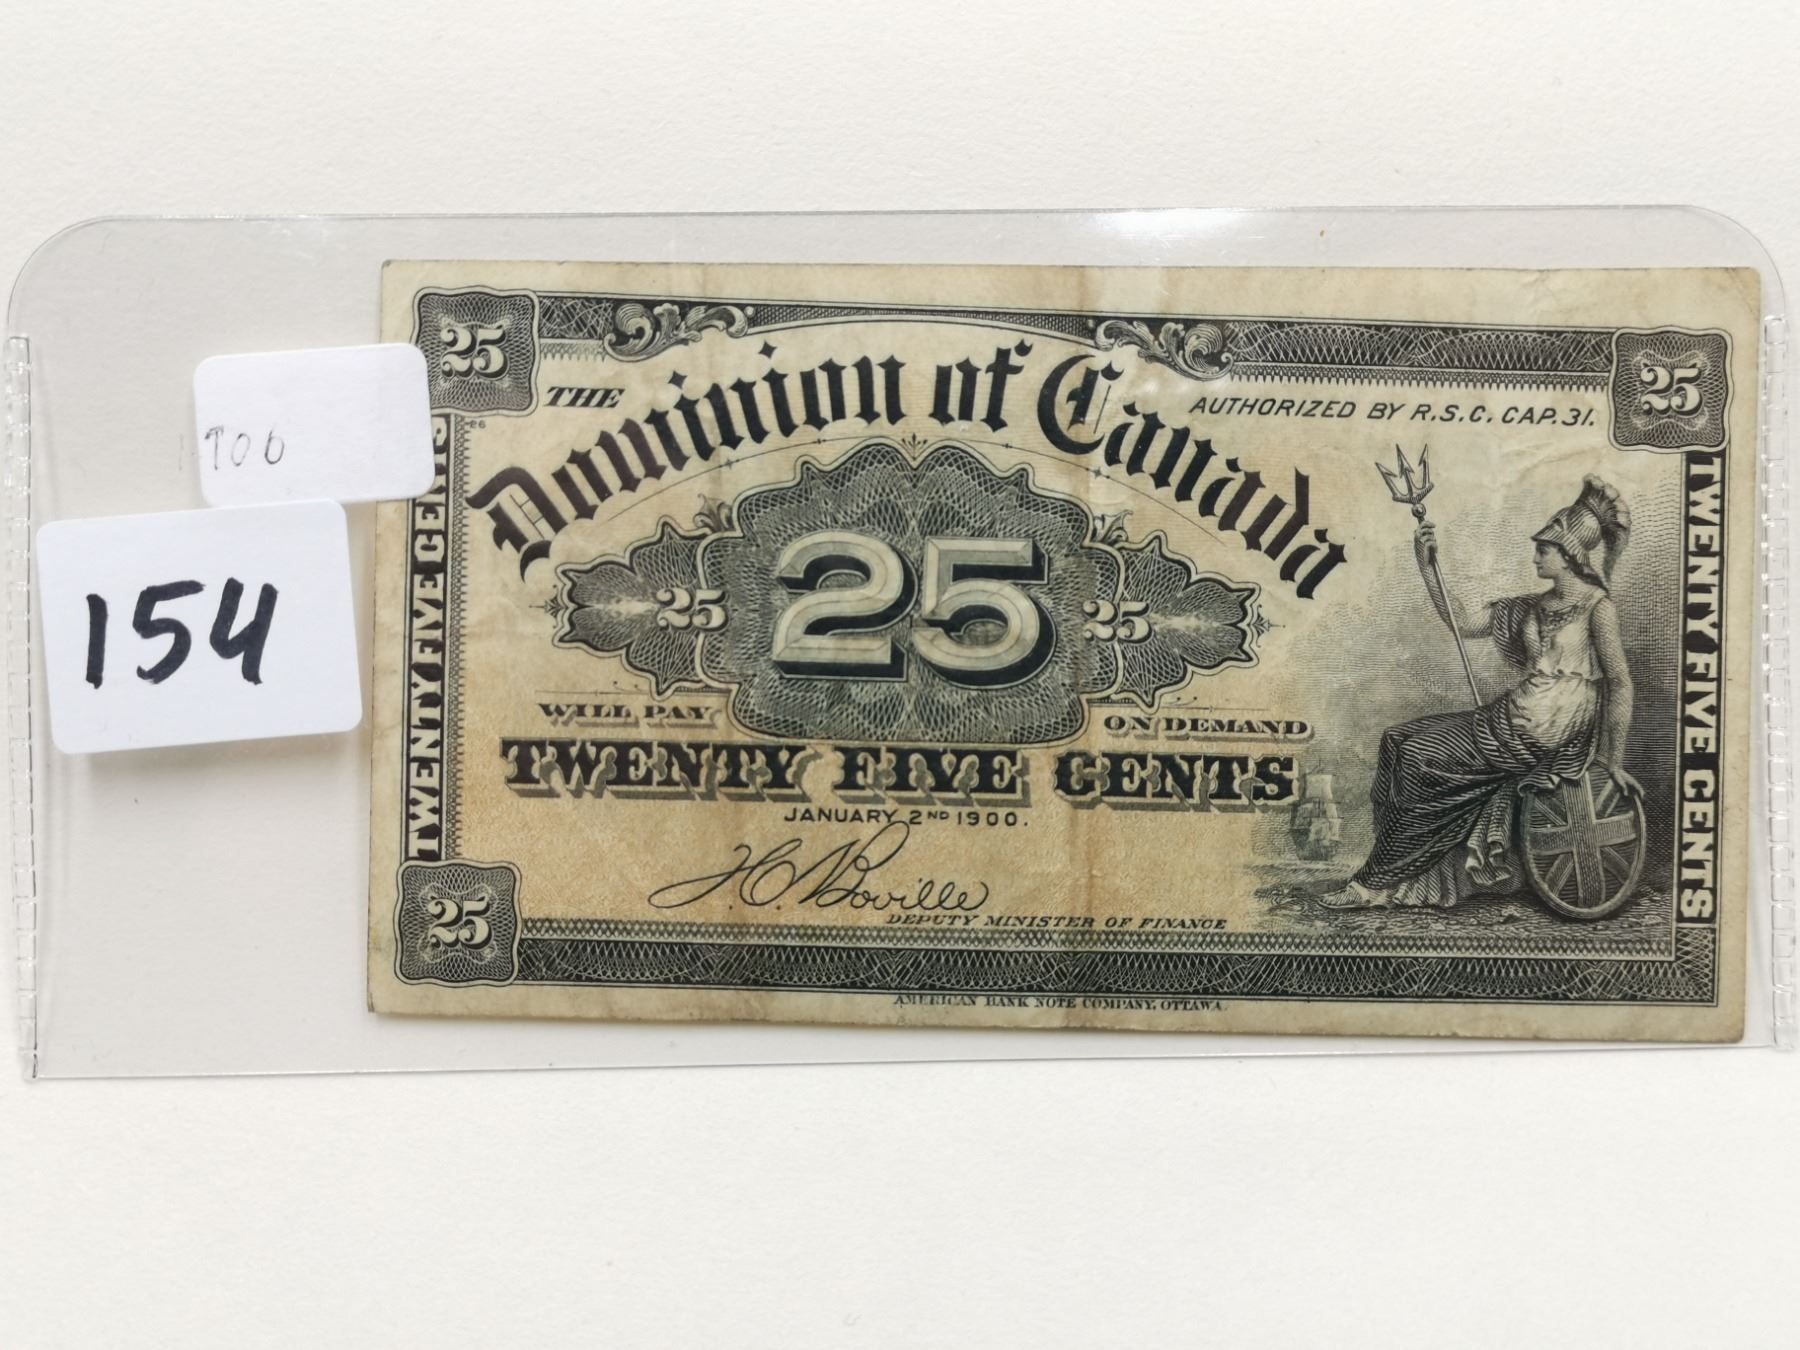 25
25
THE
Dominion of Canada
AUTHORIZED BY R.S.C. CAP. 31.
26
TWENTY FIVE CENTS
TWENTY FIVE CENTS
25
25
25
WILL PAY
ON DEMAND
TWENTY FIVE CENTS
JANUARY 2ND 1900.
J.C. Boville
DEPUTY MINISTER OF FINANCE
25
AMERICAN BANK NOTE COMPANY, OTTAWA.
154